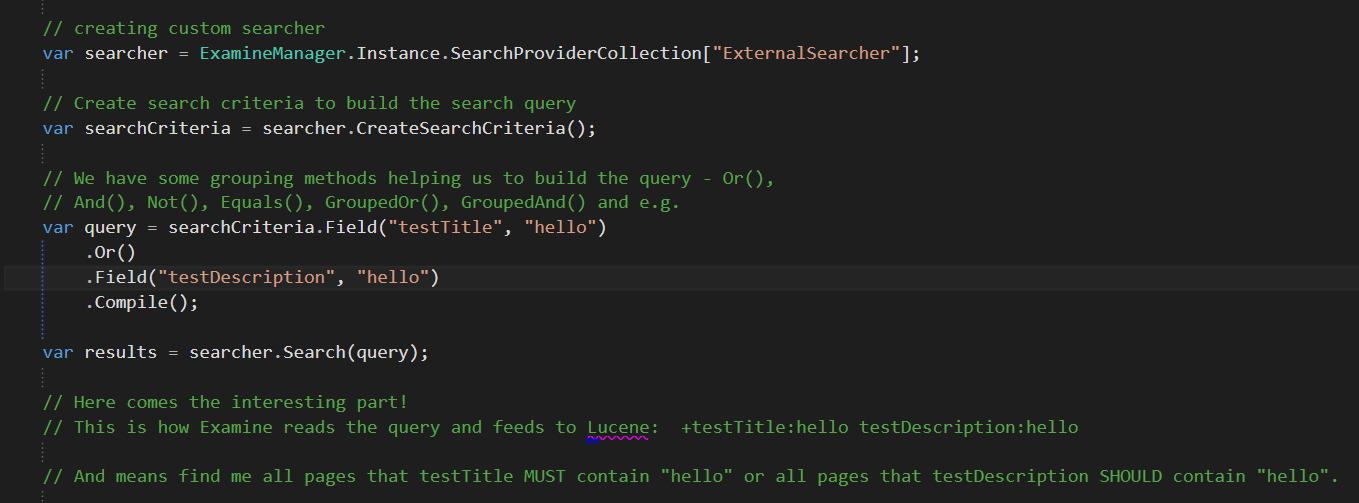 // creating custom searcher
var searcher = ExamineManager.Instance.SearchProviderCollection["ExternalSearcher"];
// Create search criteria to build the search query
var searchCriteria = searcher.CreateSearchCriteria();
// We have some grouping methods helping us to build the query - Or(),
// And(), Not(), Equals(), GroupedOr(), GroupedAnd() and e.g.
var query = searchCriteria.Field("testTitle", "hello")
.Or()
.Field("testDescription", "hello")
.Compile();
var results = searcher.Search(query);
// Here comes the interesting part!
// This is how Examine reads the query and feeds to Lucene:  +testTitle:hello testDescription:hello
// And means find me all pages that testTitle MUST contain "hello" or all pages that testDescription SHOULD contain "hello".